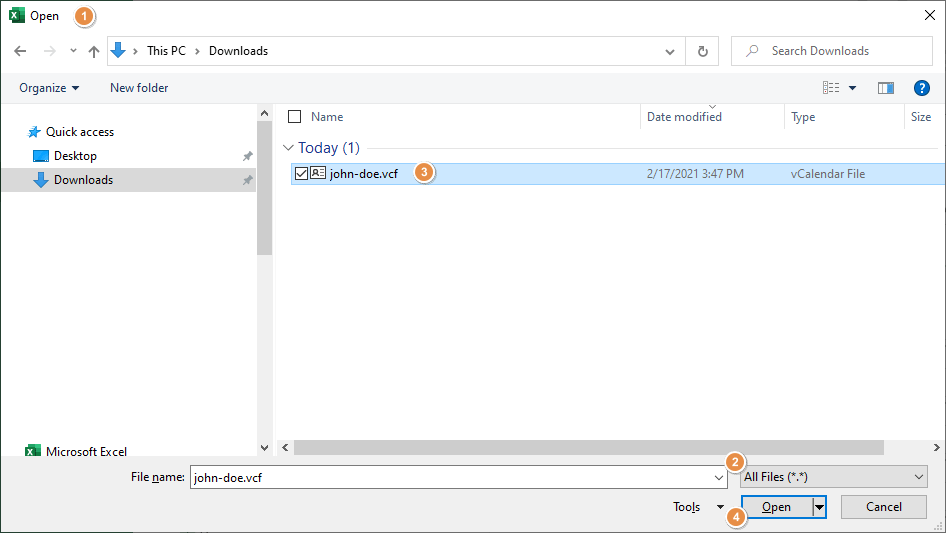 Open 1
This PC > Downloads
Search Downloads
Organize New folder ?
Quick access
Desktop
Downloads
Microsoft Excel
Name Date modified Type Size
Today (1)
john-doe.vcf 3 2/17/2021 3:47 PM vCalendar File
2
File name: john-doe.vcf All Files (*.*)
Tools 4 Open Cancel